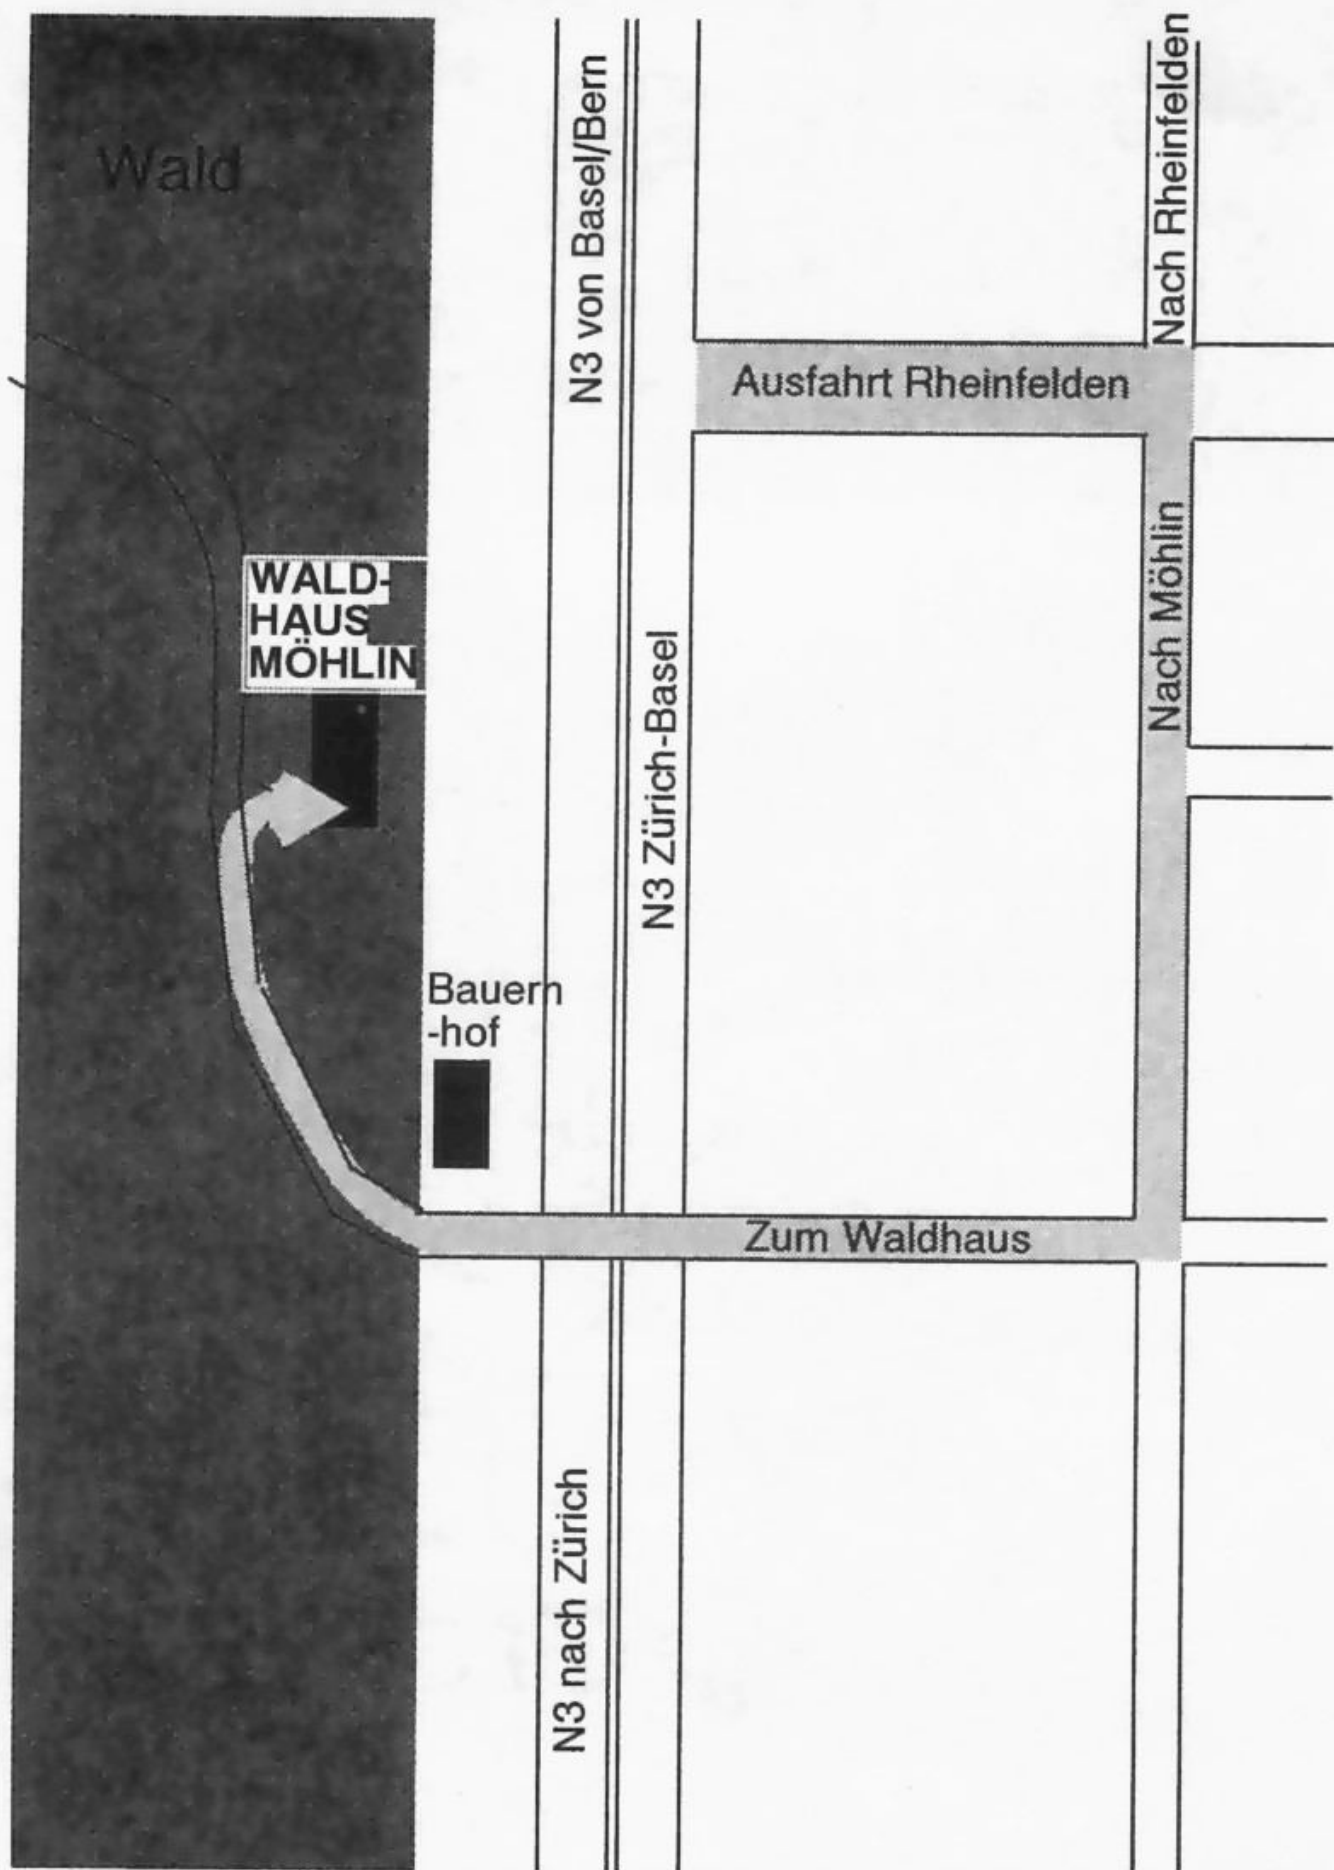 Wald
N3 von Basel/Bern
Nach Rheinfelden
Ausfahrt Rheinfelden
WALD-
HAUS
MÖHLIN
Nach Möhlin
N3 Zürich-Basel
Bauern
-hof
Zum Waldhaus
N3 nach Zürich